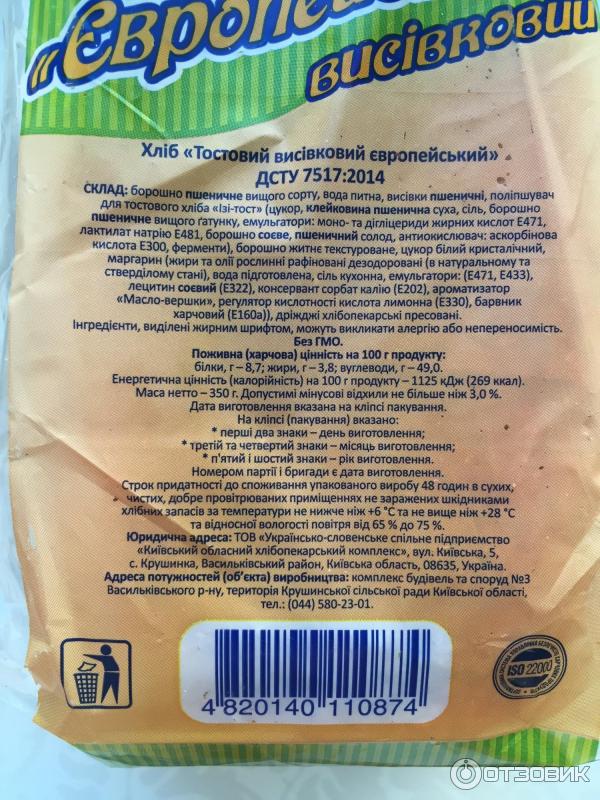 "Європей
висівковий
Хліб «Тостовий висівковий європейський»
ДСТУ 7517:2014
СКЛАД: борошно пшеничне вищого сорту, вода питна, висівки пшеничні, поліпшувач
для тостового хліба «Ізі-тост» (цукор, клейковина пшенична суха, сіль, борошно
пшеничне вищого ґатунку, емульгатори: моно- та дігліцериди жирних кислот Е471,
лактилат натрію Е481, борошно соєве, пшеничний солод, антиокислювач: аскорбінова
кислота Е300, ферменти), борошно житнє текстуроване, цукор білий кристалічний,
маргарин (жири та олії рослинні рафіновані дезодоровані (в натуральному та
стверділому стані), вода підготовлена, сіль кухонна, емульгатори: (Е471, Е433),
лецитин соєвий (Е322), консервант сорбат калію (Е202), ароматизатор
«Масло-вершки», регулятор кислотності кислота лимонна (Е330), барвник
харчовий (Е160а)), дріжджі хлібопекарські пресовані.
Інгредієнти, виділені жирним шрифтом, можуть викликати алергію або непереносимість.
Без ГМО.
Поживна (харчова) цінність на 100 г продукту:
білки, г – 8,7; жири, г – 3,8; вуглеводи, г – 49,0.
Енергетична цінність (калорійність) на 100 г продукту – 1125 кДж (269 ккал).
Маса нетто – 350 г. Допустимі мінусові відхили не більше ніж 3,0 %.
Дата виготовлення вказана на кліпсі пакування.
На кліпсі (пакування) вказано:
* перші два знаки – день виготовлення;
* третій та четвертий знаки – місяць виготовлення;
* п'ятий і шостий знаки – рік виготовлення.
Номером партії і бригади є дата виготовлення.
Строк придатності до споживання упакованого виробу 48 годин в сухих,
чистих, добре провітрюваних приміщеннях не заражених шкідниками
хлібних запасів за температури не нижче ніж +6 °С та не вище ніж +28 °С
та відносної вологості повітря від 65 % до 75 %.
Юридична адреса: ТОВ «Українсько-словенське спільне підприємство
«Київський обласний хлібопекарський комплекс», вул. Київська, 5,
с. Крушинка, Васильківський район, Київська область, 08635, Україна.
Адреса потужностей (об'єкта) виробництва: комплекс будівель та споруд №3
Васильківського р-ну, територія Крушинської сільської ради Київської області,
тел.: (044) 580-23-01.
4 820140 110874
ISO 22000
ОТЗОВИК